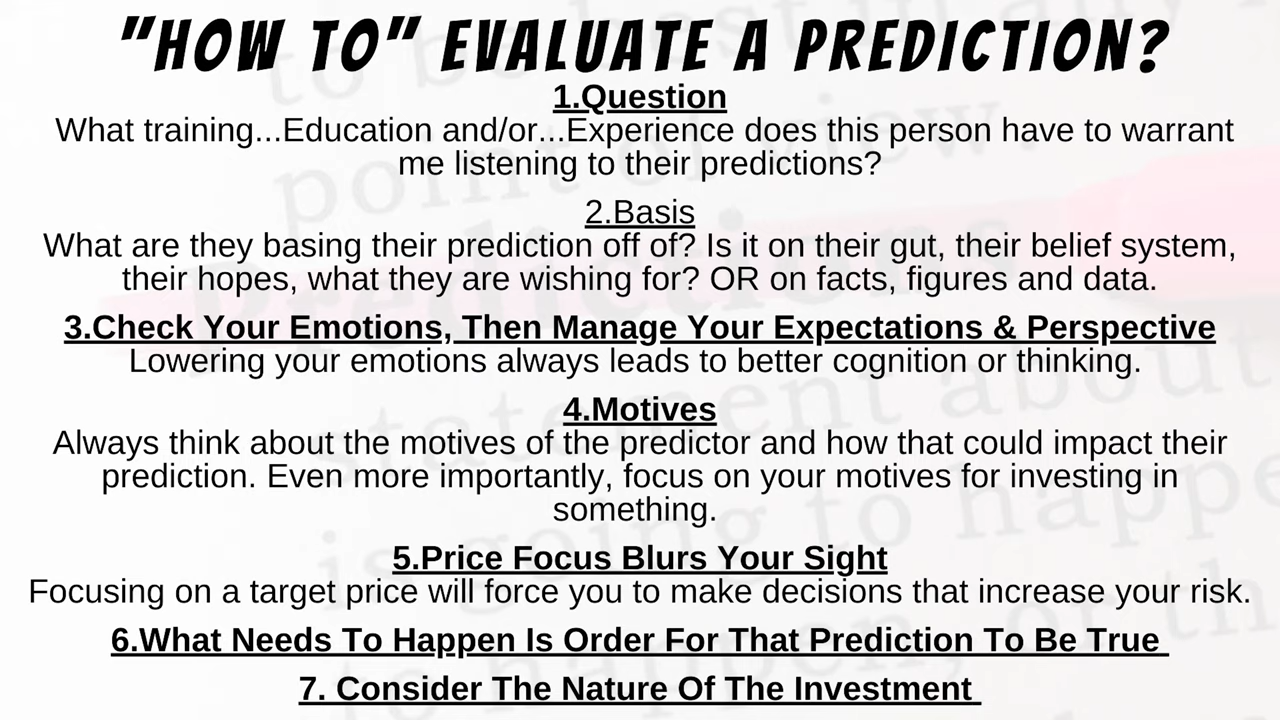 "HOW TO" EVALUATE A PREDICTION?
1.Question
What training...Education and/or...Experience does this person have to warrant
me listening to their predictions?
2.Basis
What are they basing their prediction off of? Is it on their gut, their belief system,
their hopes, what they are wishing for? OR on facts, figures and data.
3.Check Your Emotions, Then Manage Your Expectations & Perspective
Lowering your emotions always leads to better cognition or thinking.
4.Motives
Always think about the motives of the predictor and how that could impact their
prediction. Even more importantly, focus on your motives for investing in
something.
5.Price Focus Blurs Your Sight
Focusing on a target price will force you to make decisions that increase your risk.
6.What Needs To Happen Is Order For That Prediction To Be True
7. Consider The Nature Of The Investment